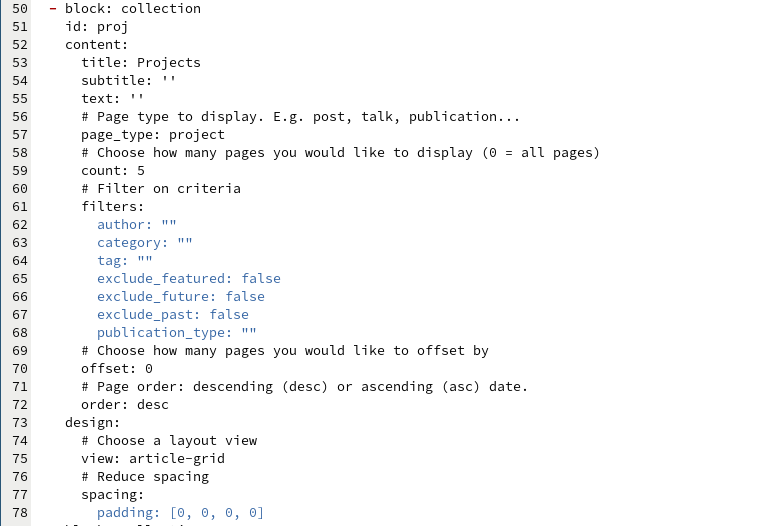 50 - block: collection
51 id: proj
52 content:
53 title: Projects
54 subtitle: ''
55 text: ''
56 # Page type to display. E.g. post, talk, publication...
57 page_type: project
58 # Choose how many pages you would like to display (0 = all pages)
59 count: 5
60 # Filter on criteria
61 filters:
62 author: ""
63 category: ""
64 tag: ""
65 exclude_featured: false
66 exclude_future: false
67 exclude_past: false
68 publication_type: ""
69 # Choose how many pages you would like to offset by
70 offset: 0
71 # Page order: descending (desc) or ascending (asc) date.
72 order: desc
73 design:
74 # Choose a layout view
75 view: article-grid
76 # Reduce spacing
77 spacing:
78 padding: [0, 0, 0, 0]